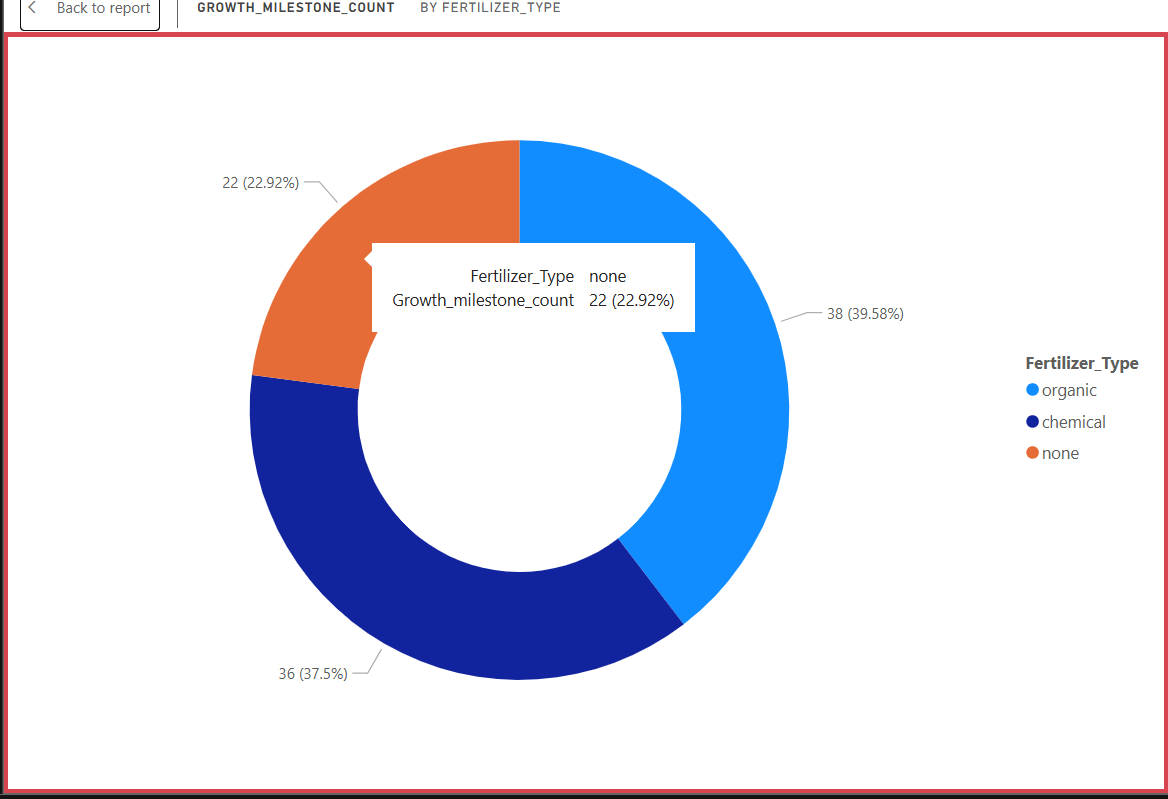 Back to report
GROWTH_MILESTONE_COUNT BY FERTILIZER_TYPE
22 (22.92%)
Fertilizer_Type none
Growth_milestone_count 22 (22.92%)
38 (39.58%)
Fertilizer_Type
organic
chemical
none
36 (37.5%)